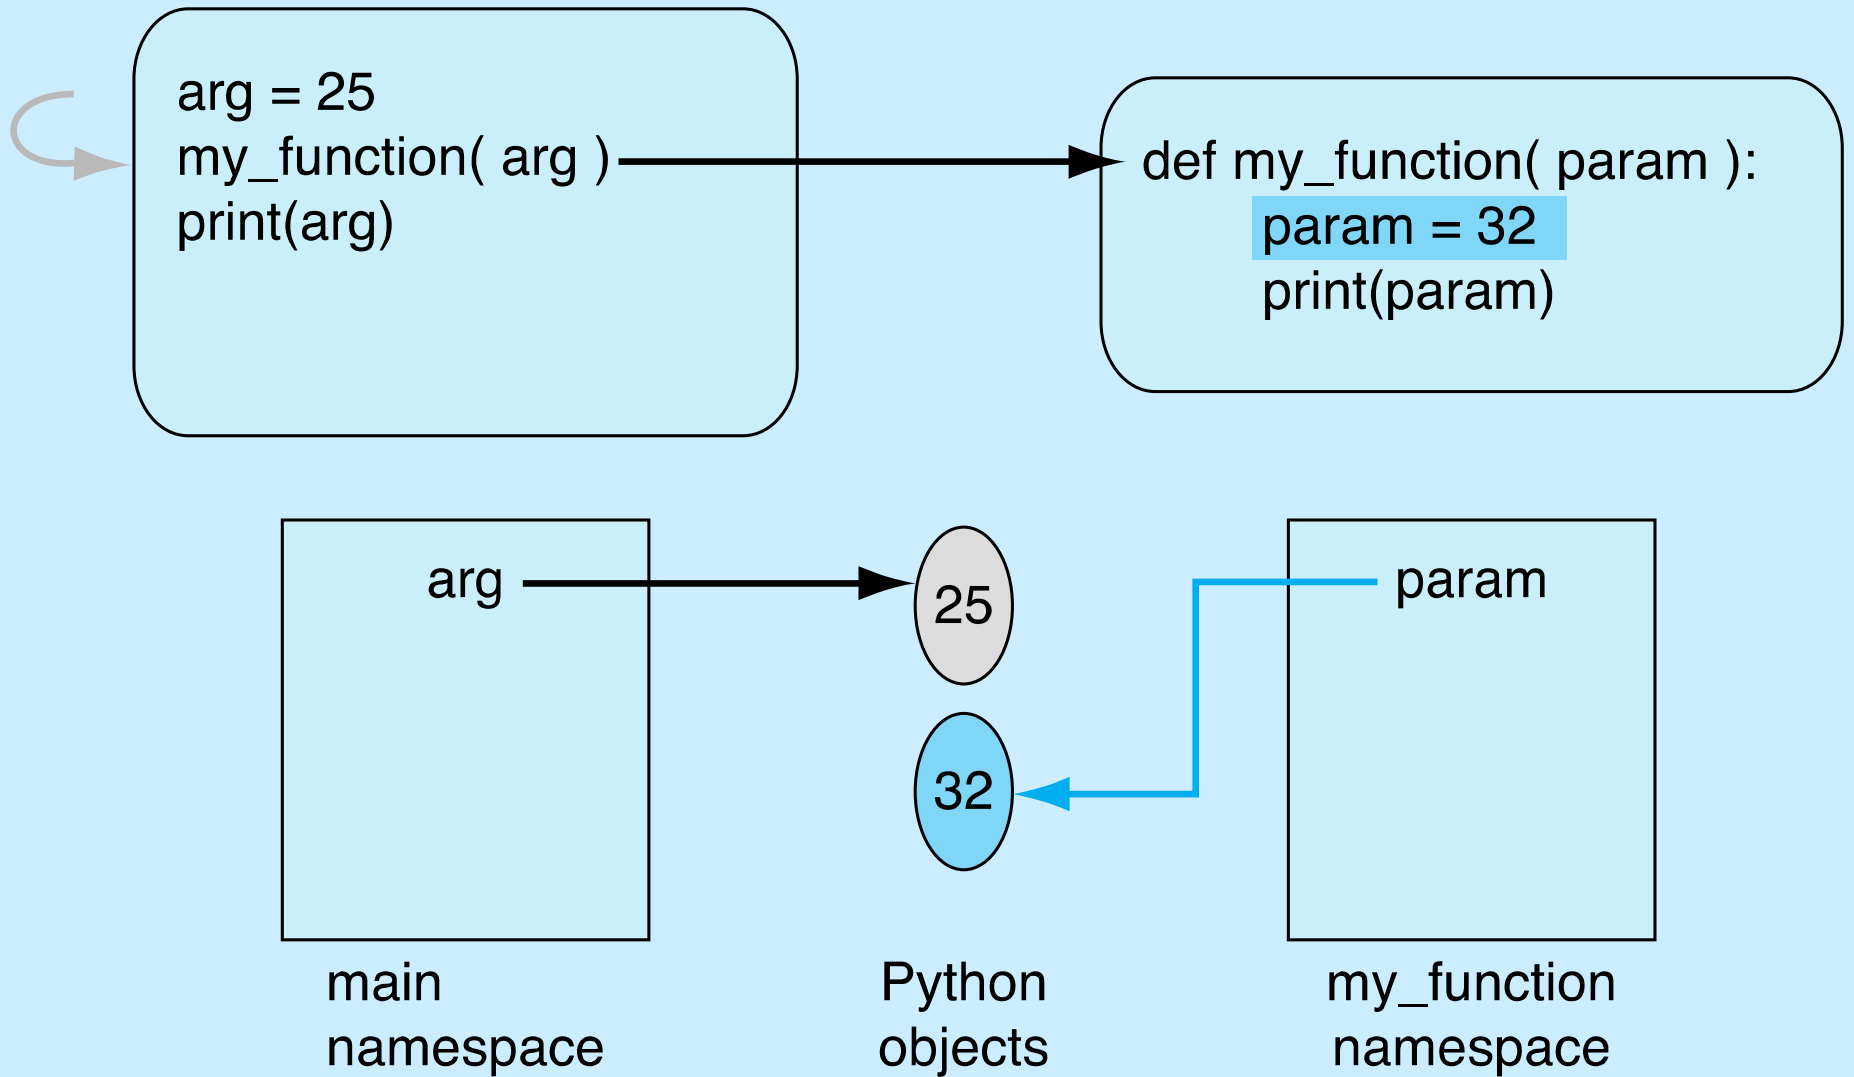 arg = 25
my_function( arg )
print(arg)
def my_function( param ):
param = 32
print(param)
arg
25
param
32
main
namespace
Python
objects
my_function
namespace